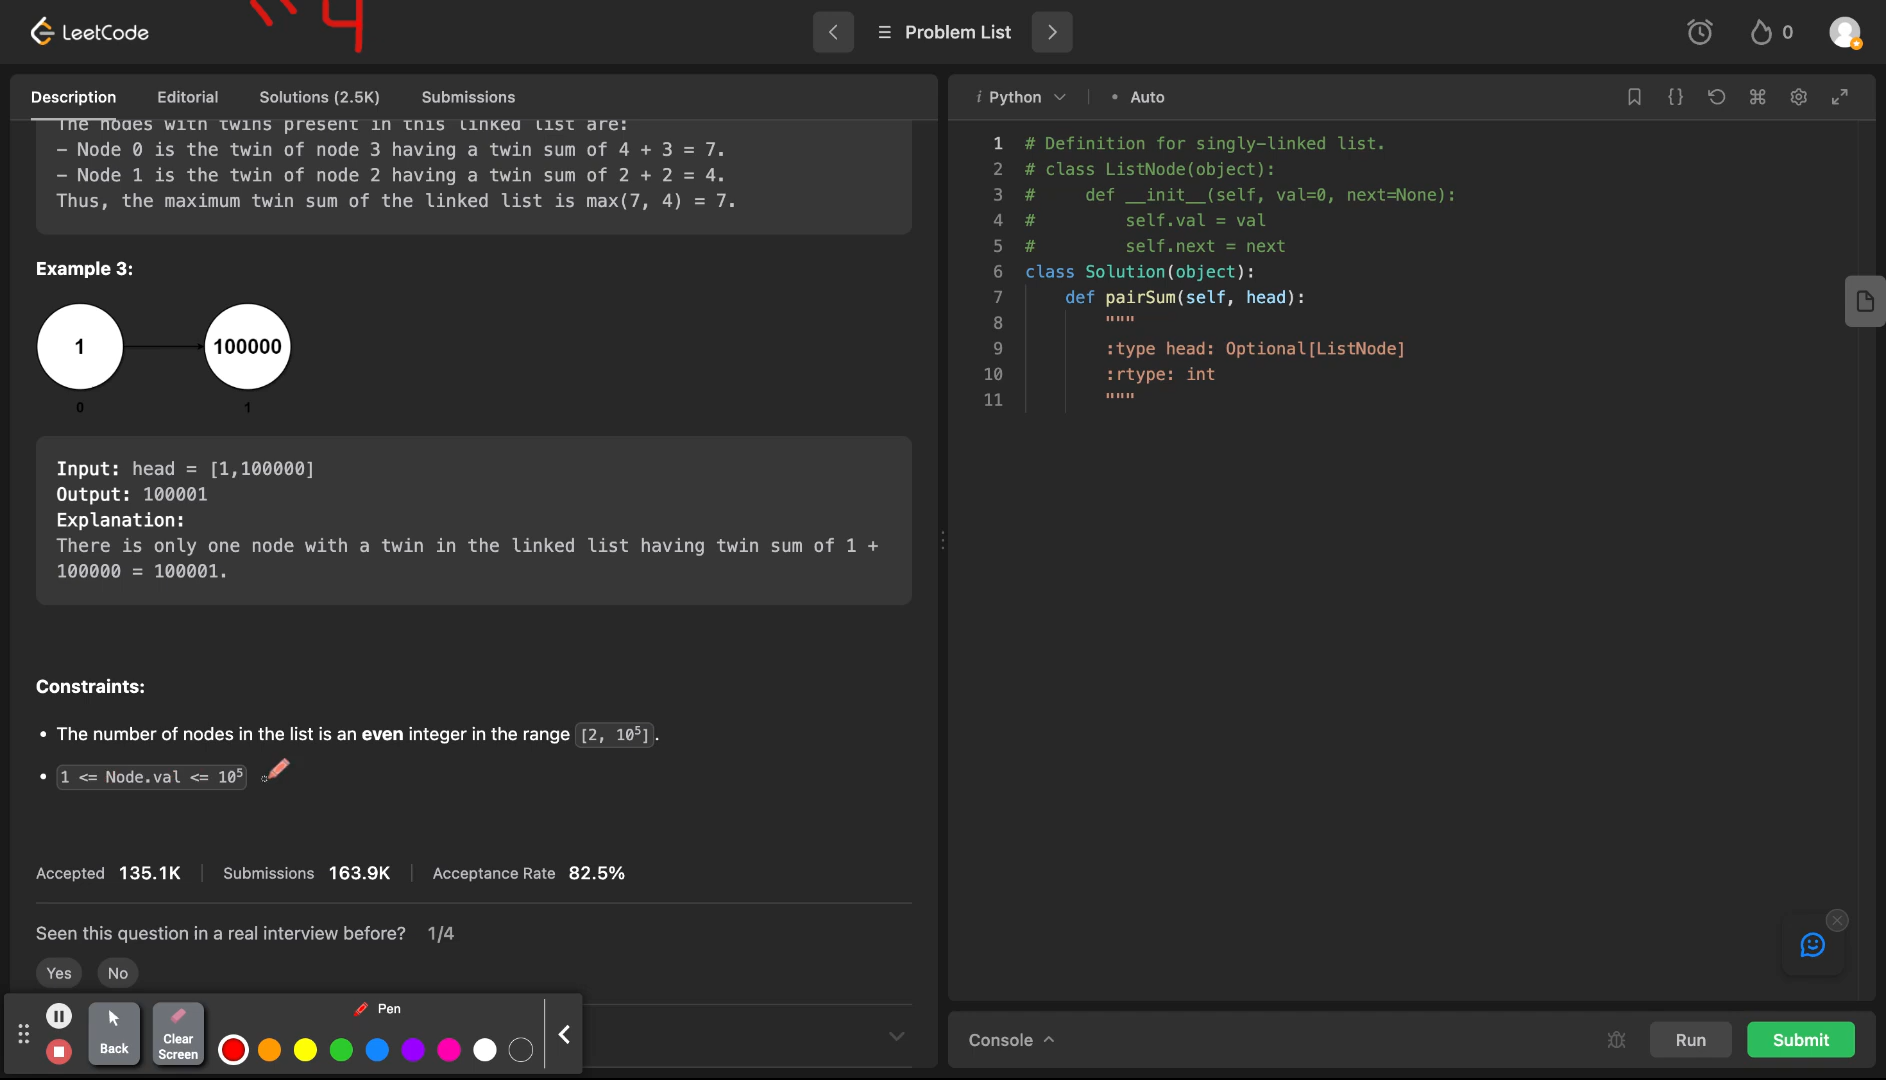 LeetCode
4
Problem List
0
Description
Editorial
Solutions (2.5K)
Submissions
The nodes with twins present in this linked list are:
- Node 0 is the twin of node 3 having a twin sum of 4 + 3 = 7.
- Node 1 is the twin of node 2 having a twin sum of 2 + 2 = 4.
Thus, the maximum twin sum of the linked list is max(7, 4) = 7.
Example 3:
1
100000
0
1
Input: head = [1,100000]
Output: 100001
Explanation:
There is only one node with a twin in the linked list having twin sum of 1 +
100000 = 100001.
Constraints:
• The number of nodes in the list is an even integer in the range [2, 10⁵].
• 1 <= Node.val <= 10⁵
Accepted 135.1K
Submissions 163.9K
Acceptance Rate 82.5%
Seen this question in a real interview before? 1/4
Yes
No
Pen
Back
Clear
Screen
i Python
• Auto
1 # Definition for singly-linked list.
2 # class ListNode(object):
3 #     def __init__(self, val=0, next=None):
4 #         self.val = val
5 #         self.next = next
6 class Solution(object):
7     def pairSum(self, head):
8         """
9         :type head: Optional[ListNode]
10         :rtype: int
11         """
Console
Run
Submit